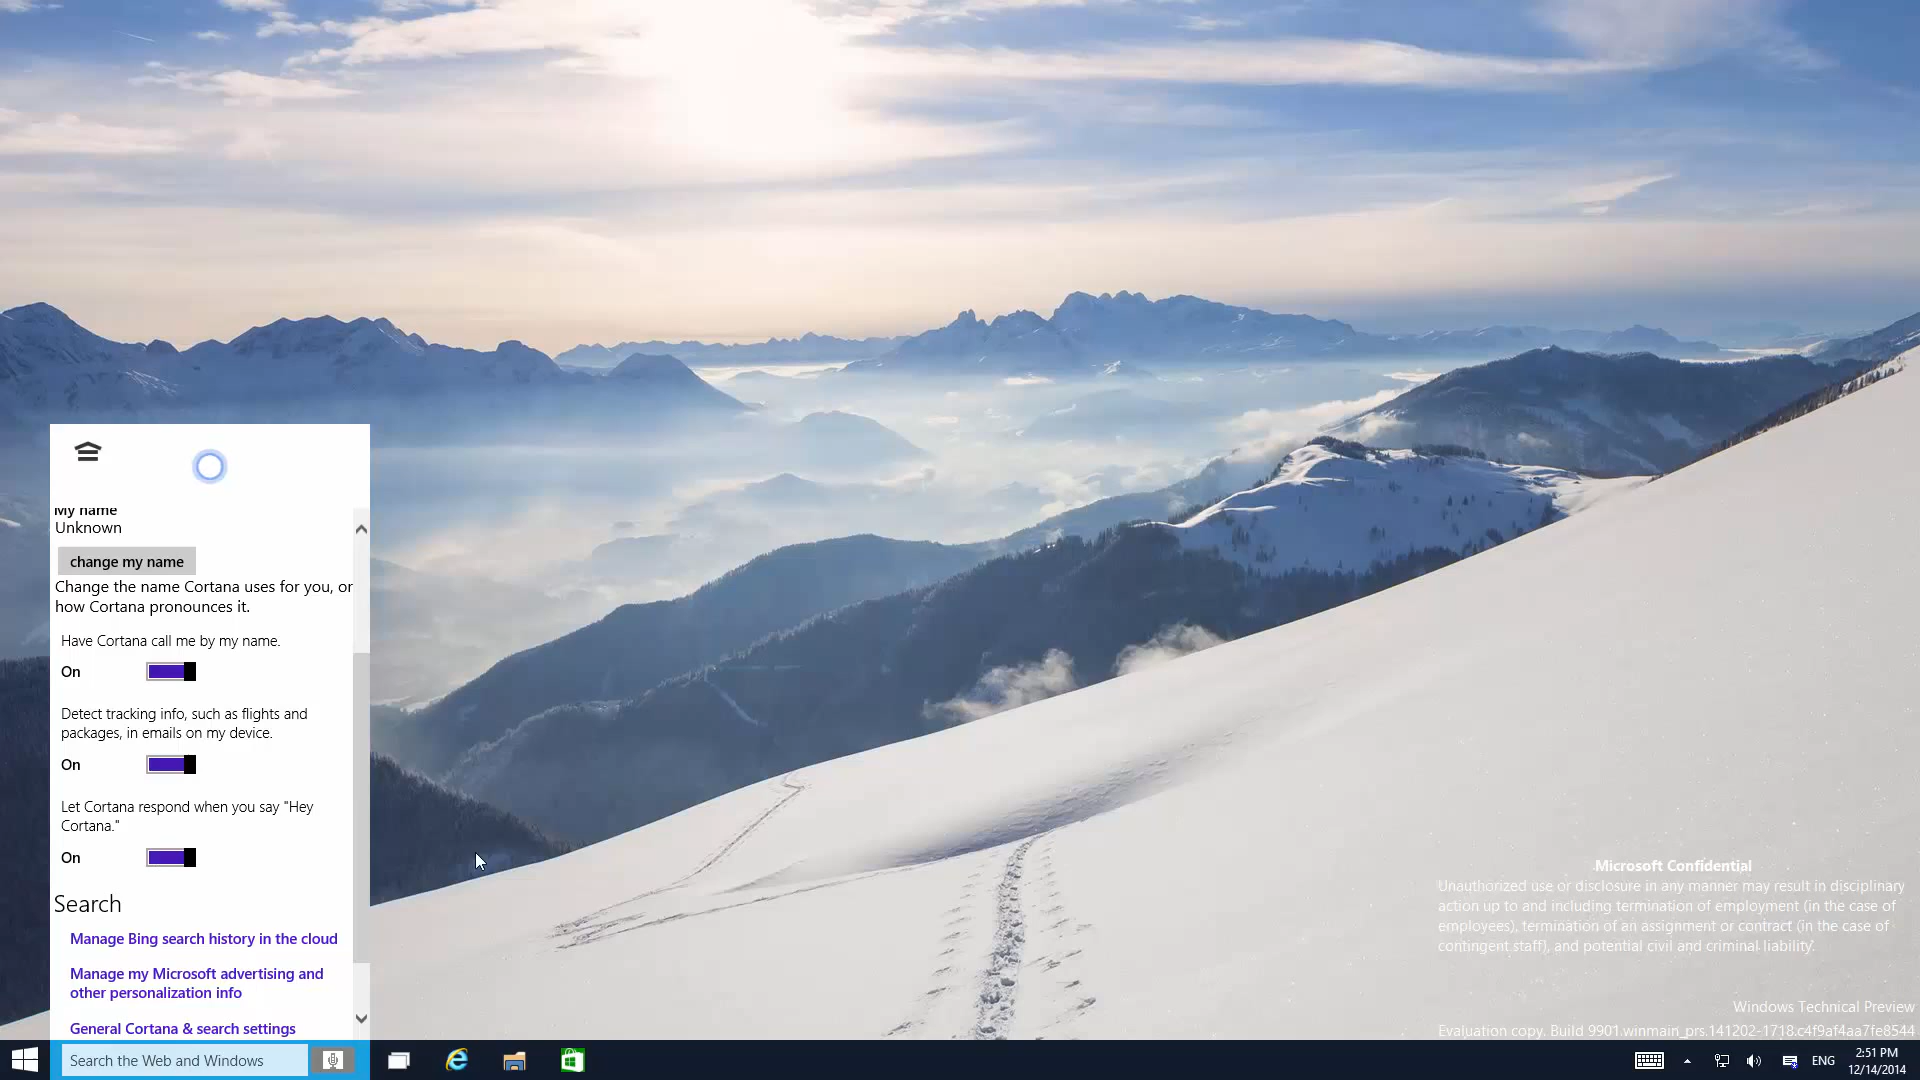 My name
Unknown
change my name
Change the name Cortana uses for you, or
how Cortana pronounces it.
Have Cortana call me by my name.
On
Detect tracking info, such as flights and
packages, in emails on my device.
On
Let Cortana respond when you say "Hey
Cortana."
On
Search
Manage Bing search history in the cloud
Manage my Microsoft advertising and
other personalization info
General Cortana & search settings
Search the Web and Windows
Microsoft Confidential
Unauthorized use or disclosure in any manner may result in disciplinary
action up to and including termination of employment (in the case of
employees), termination of an assignment or contract (in the case of
contingent staff), and potential civil and criminal liability.
Windows Technical Preview
Evaluation copy. Build 9901.winmain_prs.141202-1718.c4f9af4aa7fe8544
ENG
2:51 PM
12/14/2014